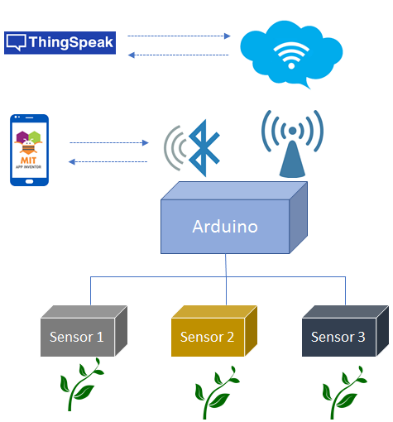 ThingSpeak
MIT
APP INVENTOR
Arduino
Sensor 1
Sensor 2
Sensor 3